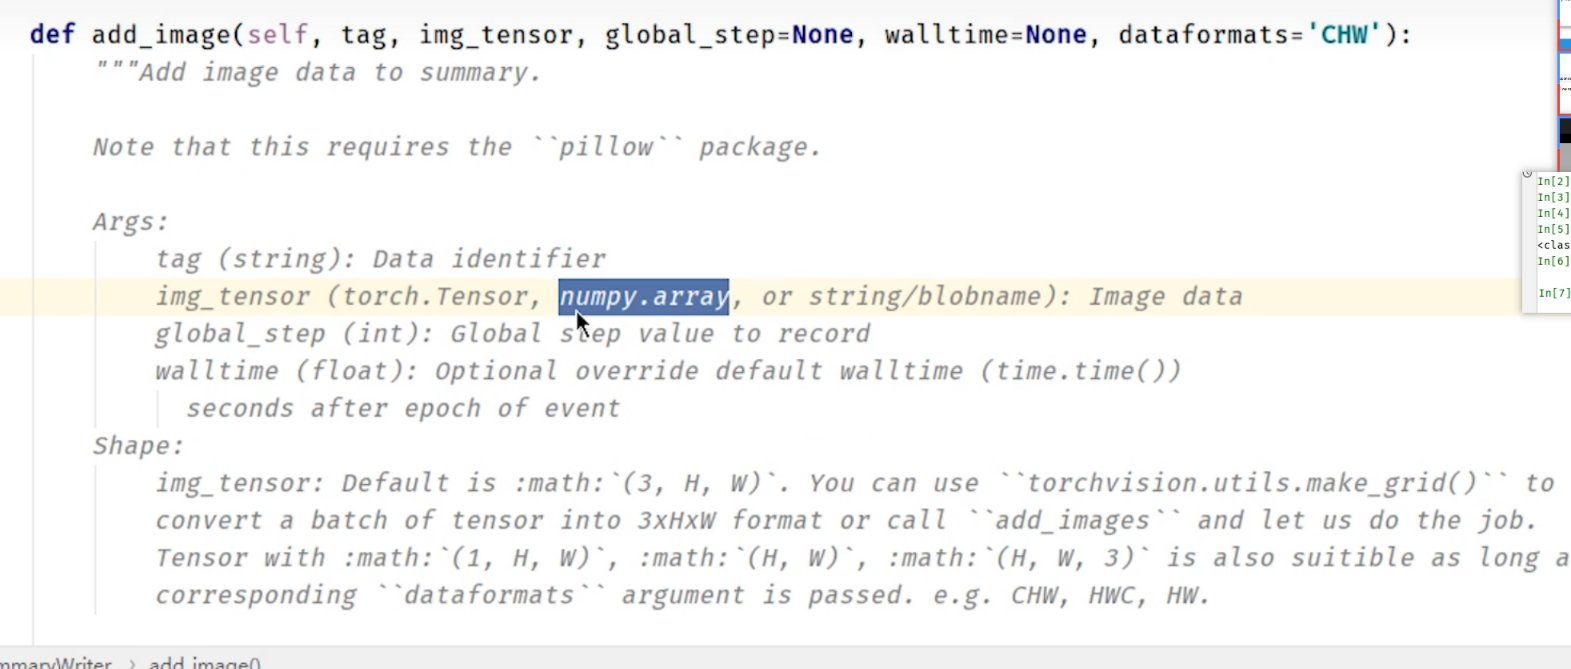 def add_image(self, tag, img_tensor, global_step=None, walltime=None, dataformats='CHW'):
"""Add image data to summary.
Note that this requires the ``pillow`` package.
Args:
tag (string): Data identifier
img_tensor (torch.Tensor, numpy.array, or string/blobname): Image data
global_step (int): Global step value to record
walltime (float): Optional override default walltime (time.time())
seconds after epoch of event
Shape:
img_tensor: Default is :math:`(3, H, W)`. You can use ``torchvision.utils.make_grid()`` to
convert a batch of tensor into 3xHxW format or call ``add_images`` and let us do the job.
Tensor with :math:`(1, H, W)`, :math:`(H, W)`, :math:`(H, W, 3)` is also suitible as long a
corresponding ``dataformats`` argument is passed. e.g. CHW, HWC, HW.
In[2]
In[3]
In[4]
In[5]
<clas
In[6]
In[7]
mmaryWriter › add_image()